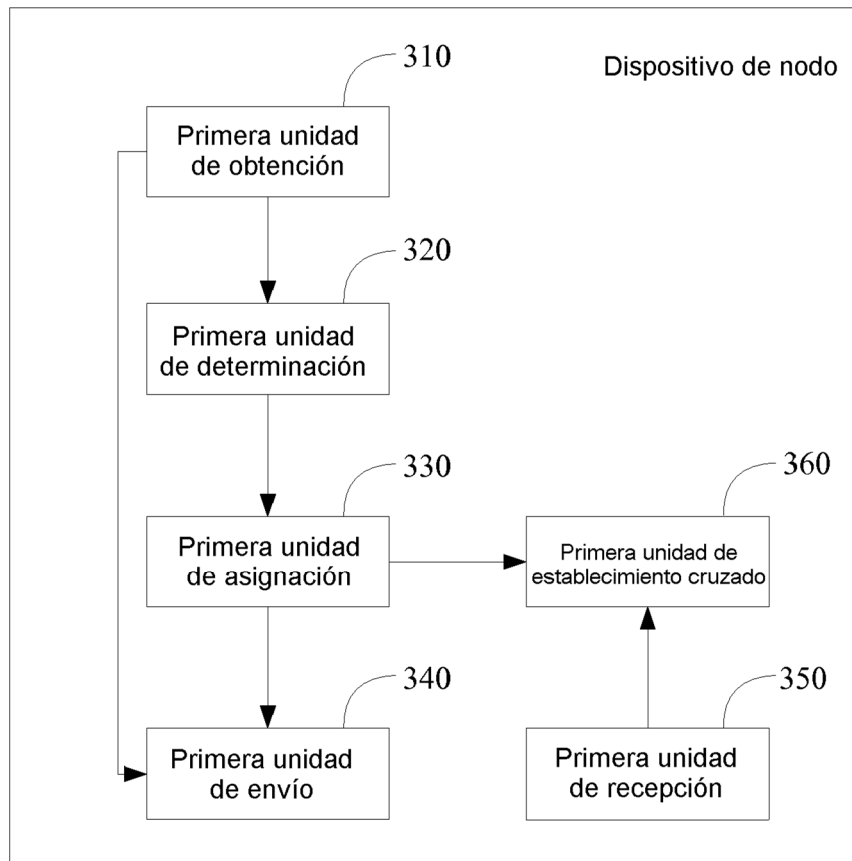 310
Dispositivo de nodo
Primera unidad
de obtención
320
Primera unidad
de determinación
330
360
Primera unidad
de asignación
Primera unidad de
establecimiento cruzado
340
350
Primera unidad
de envío
Primera unidad
de recepción